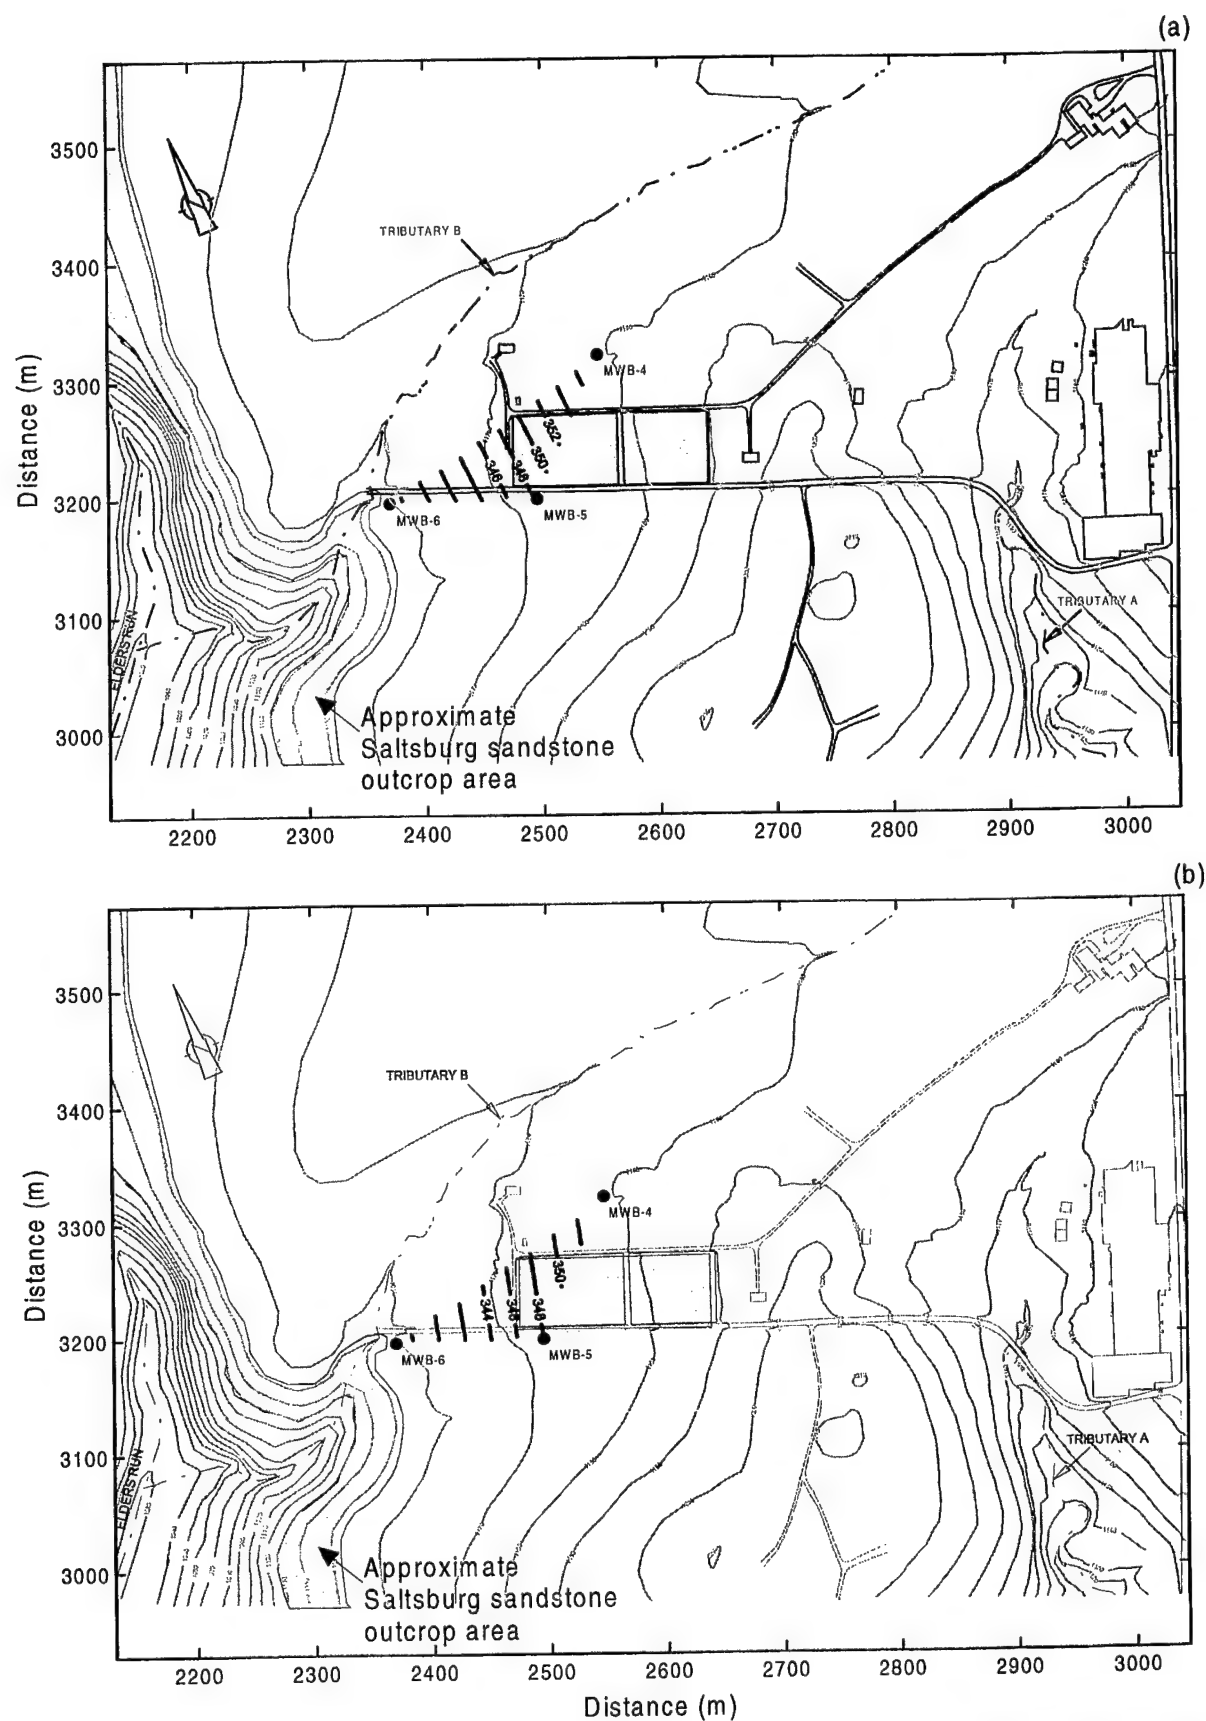 (a)
3500
TRIBUTARY B
3400
3300
MWB-4
352
350
346
348
3200
MWB-6
MWB-5
3100
TRIBUTARY A
ELDERS RUN
3000
Approximate
Saltsburg sandstone
outcrop area
Distance (m)
2200 2300 2400 2500 2600 2700 2800 2900 3000
(b)
3500
TRIBUTARY B
3400
3300
MWB-4
350
344
348
3200
MWB-6
MWB-5
3100
TRIBUTARY A
ELDERS RUN
3000
Approximate
Saltsburg sandstone
outcrop area
Distance (m)
2200 2300 2400 2500 2600 2700 2800 2900 3000
Distance (m)